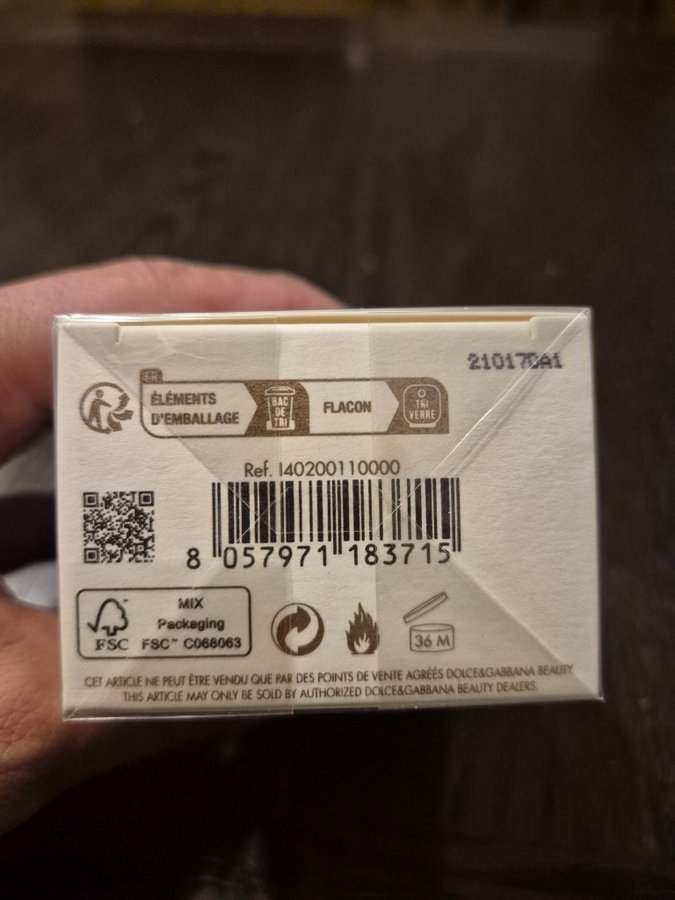 210170A1
FR
ÉLÉMENTS
D'EMBALLAGE
BAC
DE
TRI
FLACON
TRI
VERRE
Ref. I40200110000
8 057971 183715
MIX
Packaging
FSC FSC™ C068063
36 M
CET ARTICLE NE PEUT ÊTRE VENDU QUE PAR DES POINTS DE VENTE AGRÉÉS DOLCE&GABBANA BEAUTY
THIS ARTICLE MAY ONLY BE SOLD BY AUTHORIZED DOLCE&GABBANA BEAUTY DEALERS.